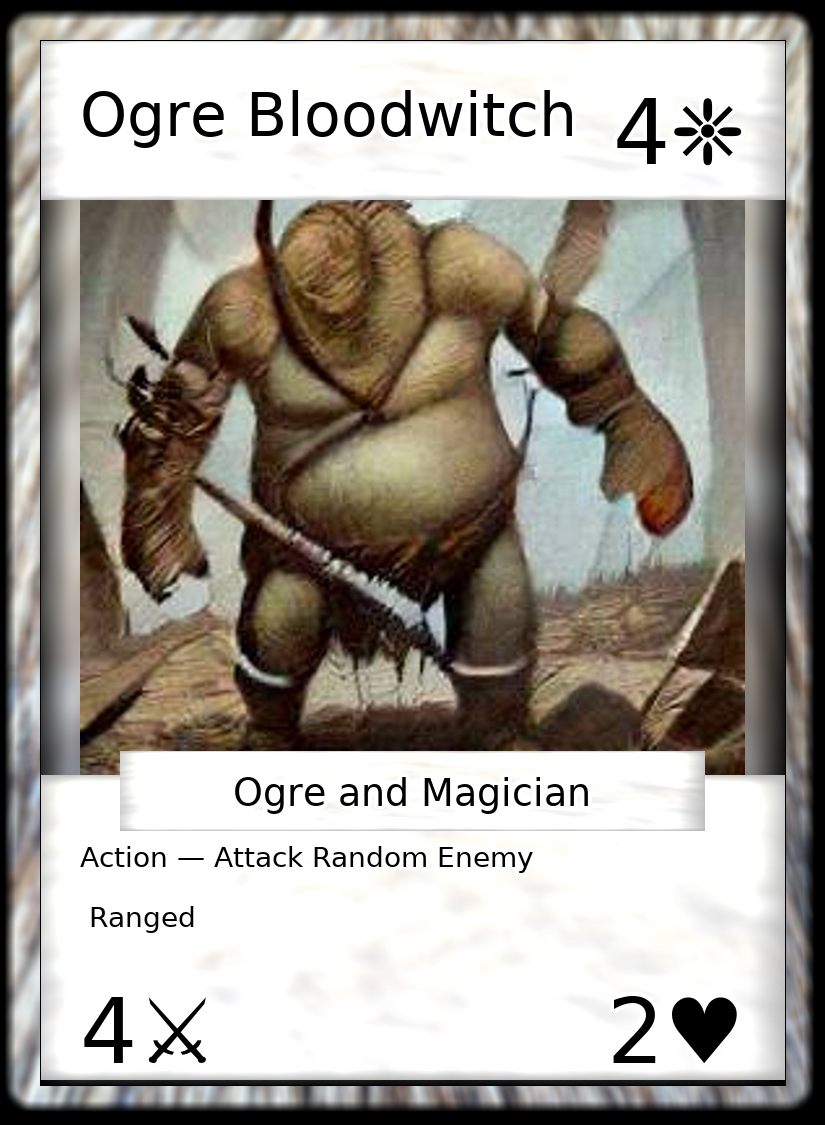 Ogre Bloodwitch 4❊
Ogre and Magician
Action — Attack Random Enemy
Ranged
4⚔ 2♥